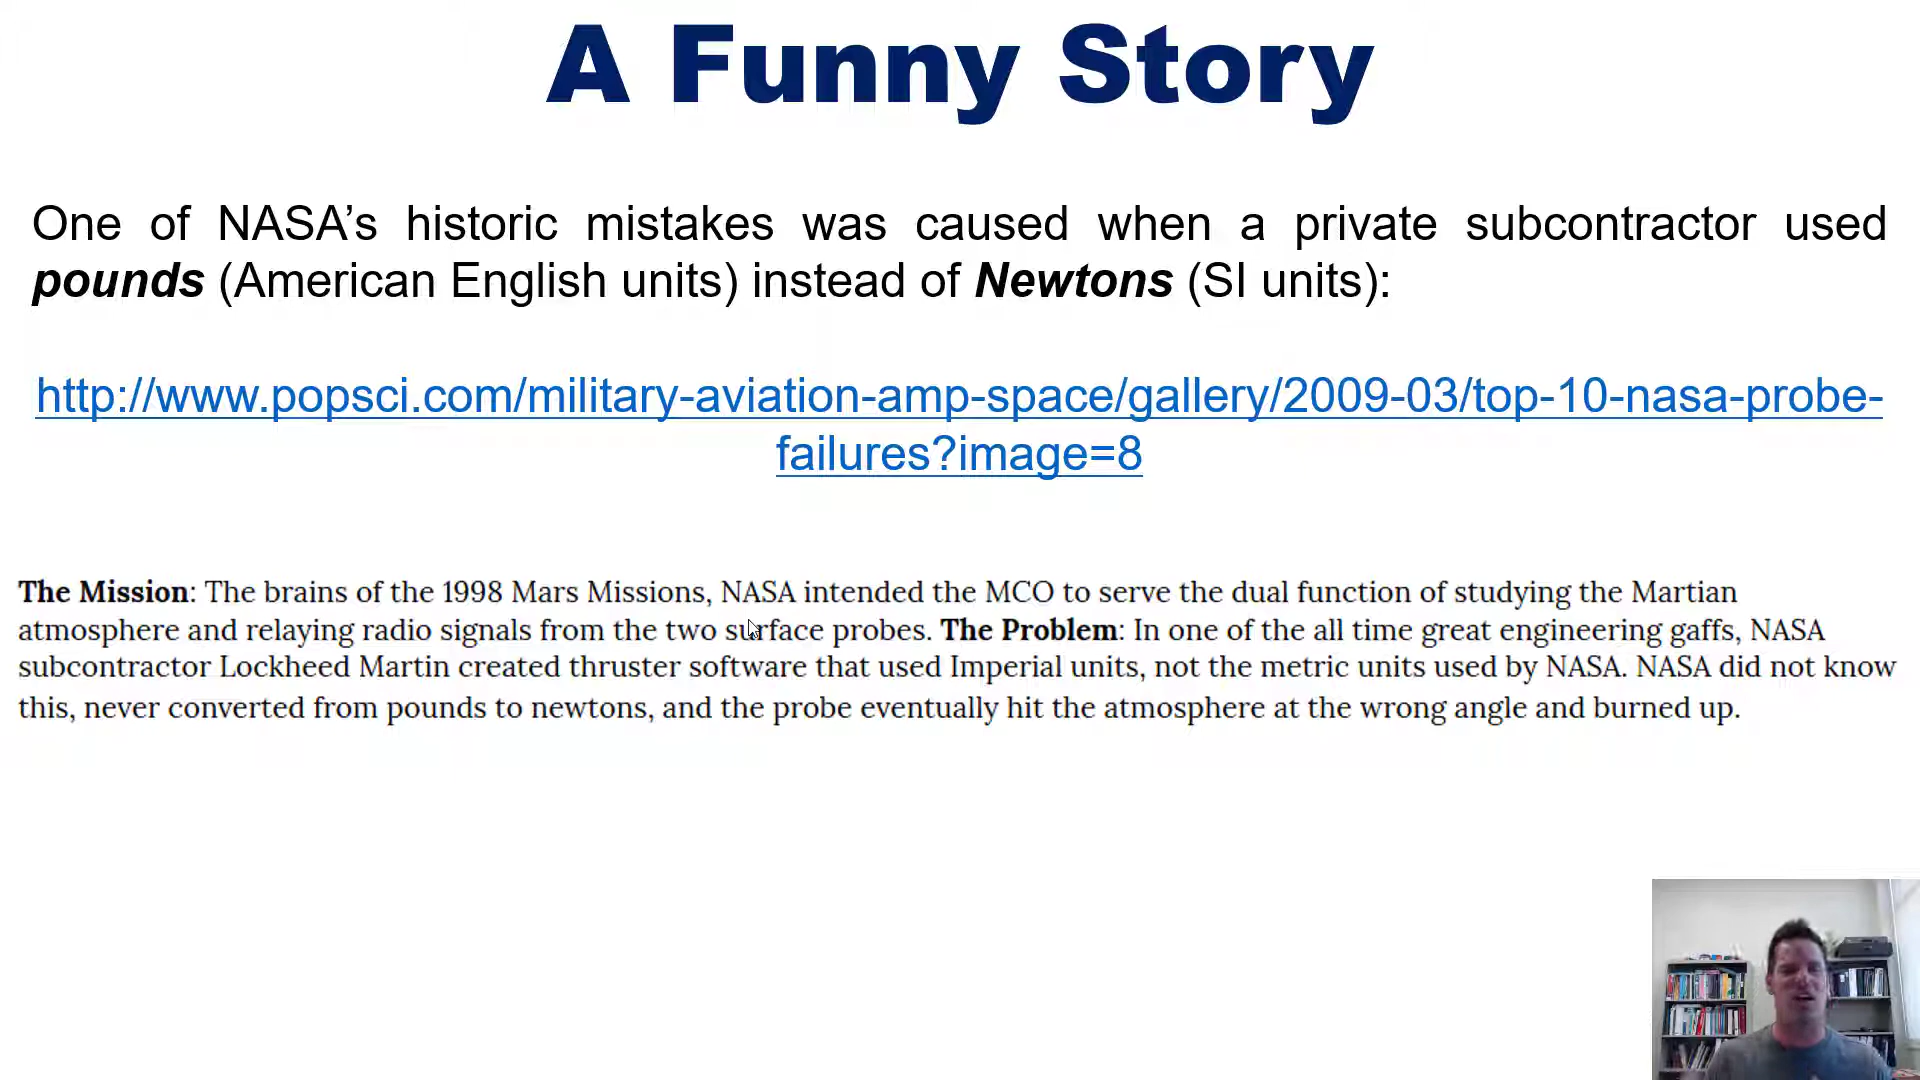 A Funny Story
One of NASA’s historic mistakes was caused when a private subcontractor used
pounds (American English units) instead of Newtons (SI units):
http://www.popsci.com/military-aviation-amp-space/gallery/2009-03/top-10-nasa-probe-
failures?image=8
The Mission: The brains of the 1998 Mars Missions, NASA intended the MCO to serve the dual function of studying the Martian
atmosphere and relaying radio signals from the two surface probes. The Problem: In one of the all time great engineering gaffs, NASA
subcontractor Lockheed Martin created thruster software that used Imperial units, not the metric units used by NASA. NASA did not know
this, never converted from pounds to newtons, and the probe eventually hit the atmosphere at the wrong angle and burned up.